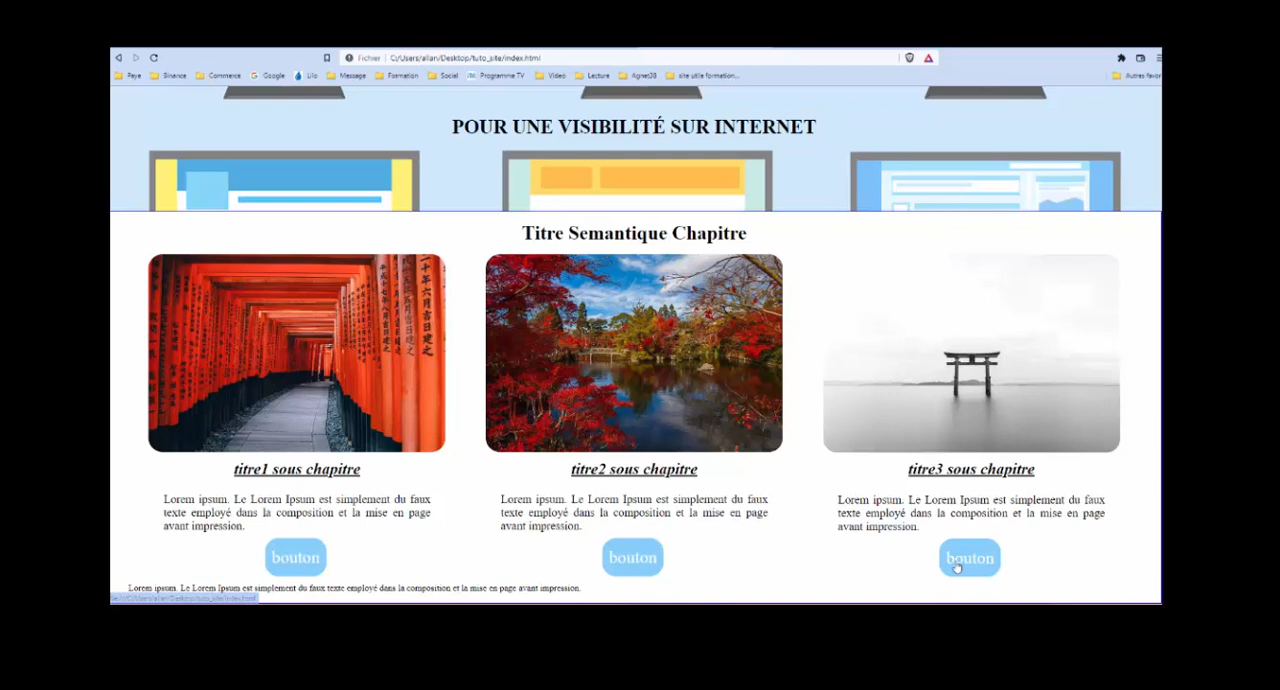 Fichier C:/Users/allan/Desktop/tuto_site/index.html
Paye Binance Commerce Google Lilo Message Formation Social Programme TV Video Lecture Agnes38 site utile formation... Autres favor
POUR UNE VISIBILITÉ SUR INTERNET
Titre Semantique Chapitre
titre1 sous chapitre
Lorem ipsum. Le Lorem Ipsum est simplement du faux
texte employé dans la composition et la mise en page
avant impression.
bouton
titre2 sous chapitre
Lorem ipsum. Le Lorem Ipsum est simplement du faux
texte employé dans la composition et la mise en page
avant impression.
bouton
titre3 sous chapitre
Lorem ipsum. Le Lorem Ipsum est simplement du faux
texte employé dans la composition et la mise en page
avant impression.
bouton
Lorem ipsum. Le Lorem Ipsum est simplement du faux texte employé dans la composition et la mise en page avant impression.